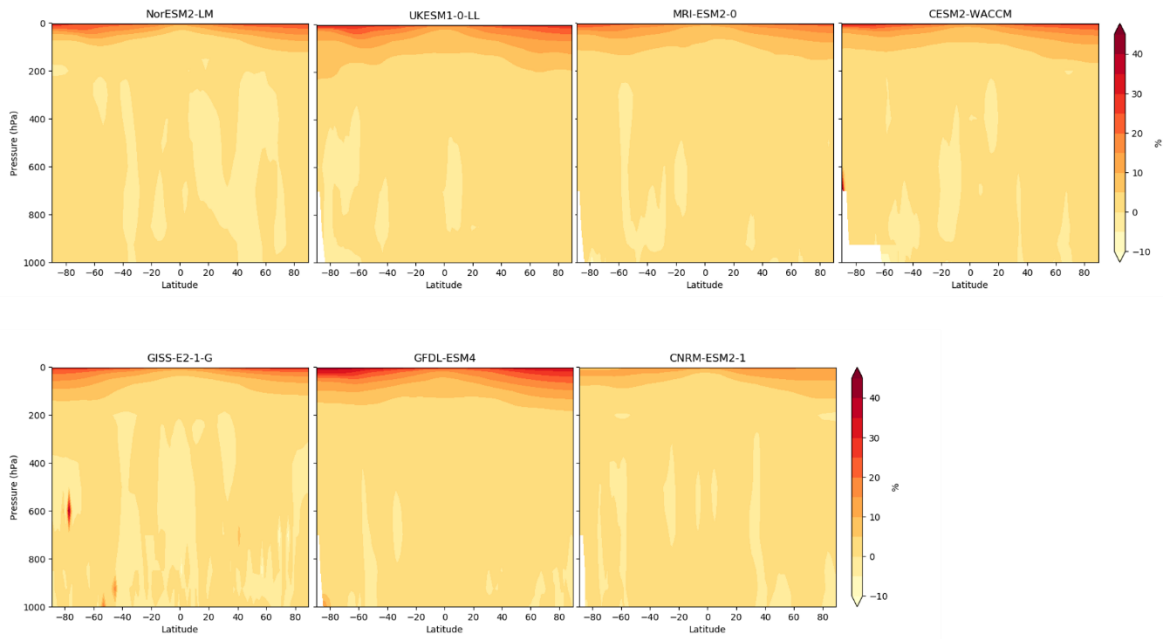 NorESM2-LM UKESM1-0-LL MRI-ESM2-0 CESM2-WACCM
0
200
400
600
800
1000
Pressure (hPa)
−80 −60 −40 −20 0 20 40 60 80
Latitude
−80 −60 −40 −20 0 20 40 60 80
Latitude
−80 −60 −40 −20 0 20 40 60 80
Latitude
−80 −60 −40 −20 0 20 40 60 80
Latitude
40
30
20
10
0
−10
%
GISS-E2-1-G GFDL-ESM4 CNRM-ESM2-1
0
200
400
600
800
1000
Pressure (hPa)
−80 −60 −40 −20 0 20 40 60 80
Latitude
−80 −60 −40 −20 0 20 40 60 80
Latitude
−80 −60 −40 −20 0 20 40 60 80
Latitude
40
30
20
10
0
−10
%